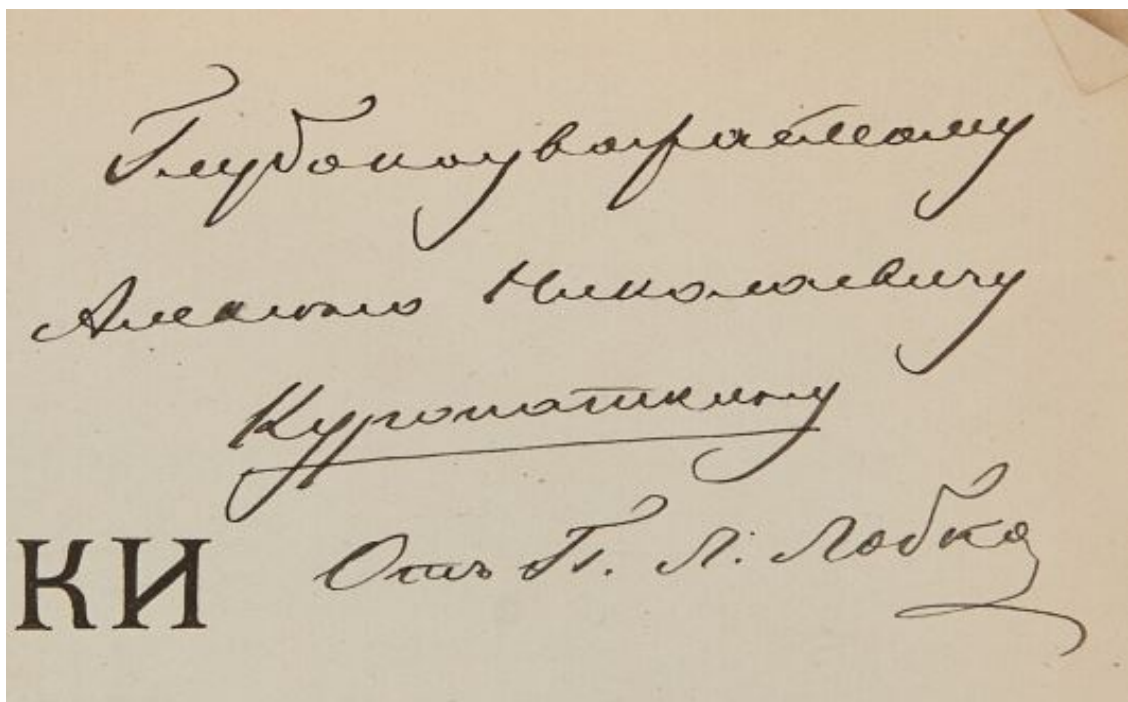 Глубокоуважаемому
Алексѣю Николаевичу
Куропаткину
ки
Отъ П. Л. Лобко